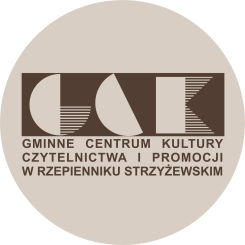 GCK
GMINNE CENTRUM KULTURY
CZYTELNICTWA I PROMOCJI
W RZEPIENNIKU STRZYŻEWSKIM